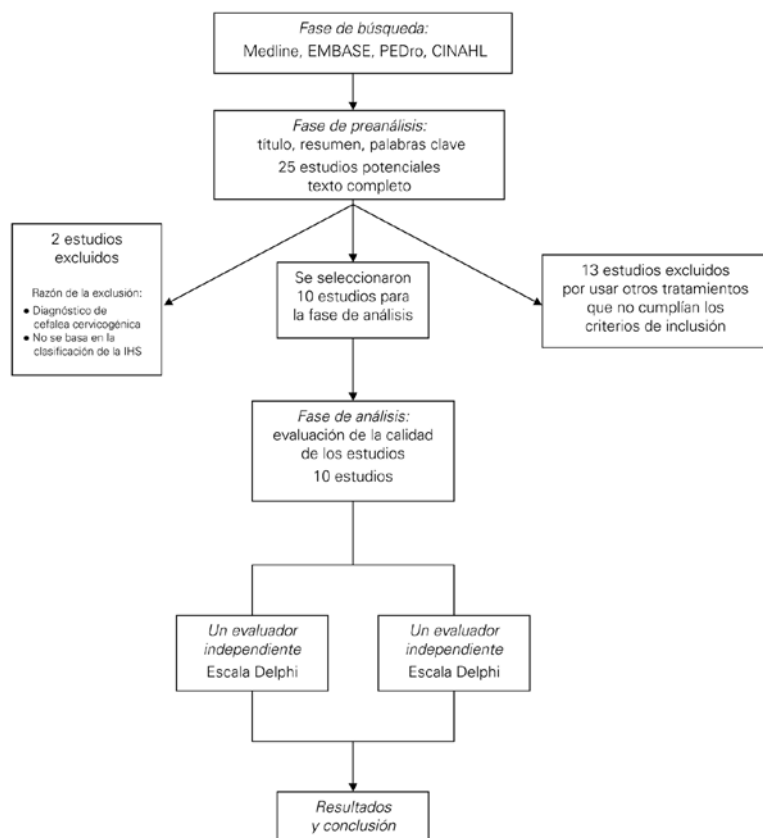 Fase de búsqueda:
Medline, EMBASE, PEDro, CINAHL
Fase de preanálisis:
título, resumen, palabras clave
25 estudios potenciales
texto completo
2 estudios
excluidos
Razón de la exclusión:
● Diagnóstico de
cefalea cervicogénica
● No se basa en la
clasificación de la IHS
Se seleccionaron
10 estudios para
la fase de análisis
13 estudios excluidos
por usar otros tratamientos
que no cumplían los
criterios de inclusión
Fase de análisis:
evaluación de la calidad
de los estudios
10 estudios
Un evaluador
independiente
Escala Delphi
Un evaluador
independiente
Escala Delphi
Resultados
y conclusión